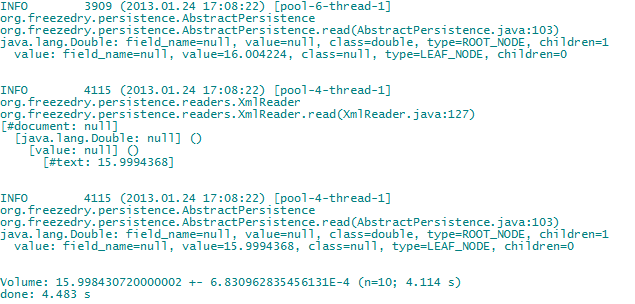 INFO 3909 (2013.01.24 17:08:22) [pool-6-thread-1]
org.freezedry.persistence.AbstractPersistence
org.freezedry.persistence.AbstractPersistence.read(AbstractPersistence.java:103)
java.lang.Double: field_name=null, value=null, class=double, type=ROOT_NODE, children=1
value: field_name=null, value=16.004224, class=null, type=LEAF_NODE, children=0
INFO 4115 (2013.01.24 17:08:22) [pool-4-thread-1]
org.freezedry.persistence.readers.XmlReader
org.freezedry.persistence.readers.XmlReader.read(XmlReader.java:127)
[#document: null]
[java.lang.Double: null] ()
[value: null] ()
[#text: 15.9994368]
INFO 4115 (2013.01.24 17:08:22) [pool-4-thread-1]
org.freezedry.persistence.AbstractPersistence
org.freezedry.persistence.AbstractPersistence.read(AbstractPersistence.java:103)
java.lang.Double: field_name=null, value=null, class=double, type=ROOT_NODE, children=1
value: field_name=null, value=15.9994368, class=null, type=LEAF_NODE, children=0
Volume: 15.998430720000002 +- 6.830962835456131E-4 (n=10; 4.114 s)
done: 4.483 s